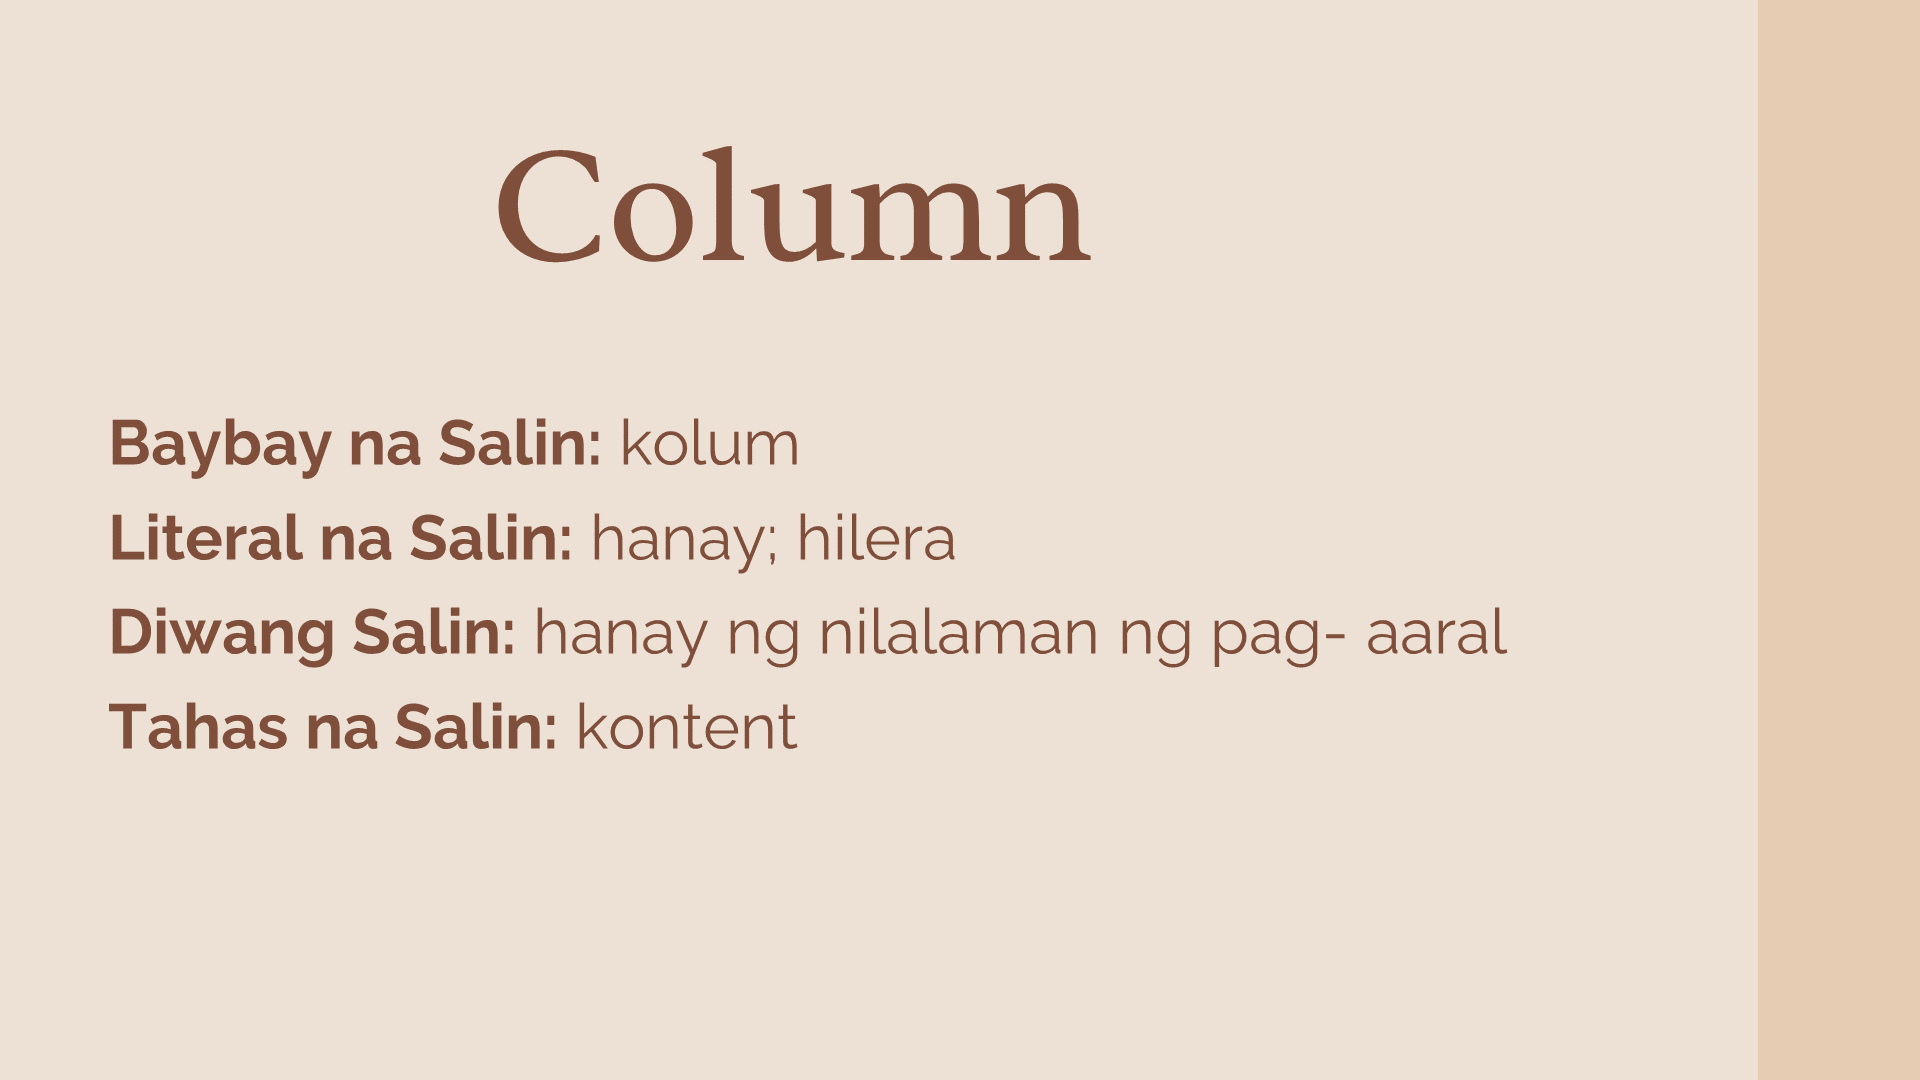 Column
Baybay na Salin: kolum
Literal na Salin: hanay; hilera
Diwang Salin: hanay ng nilalaman ng pag- aaral
Tahas na Salin: kontent